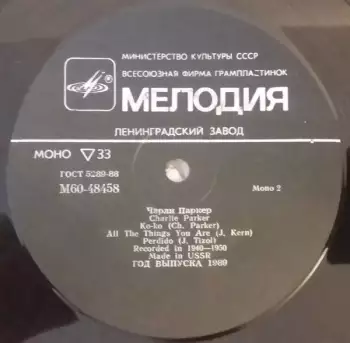 МИНИСТЕРСТВО КУЛЬТУРЫ СССР
ВСЕСОЮЗНАЯ ФИРМА ГРАМПЛАСТИНОК
МЕЛОДИЯ
ЛЕНИНГРАДСКИЙ ЗАВОД
МОНО ▽33
ГОСТ 5289-88
М60-48458
Моно 2
Чарли Паркер
Charlie Parker
Ko-ko (Ch. Parker)
All The Things You Are (J. Kern)
Perdido (J. Tizol)
Recorded in 1940—1950
Made in USSR
ГОД ВЫПУСКА 1989